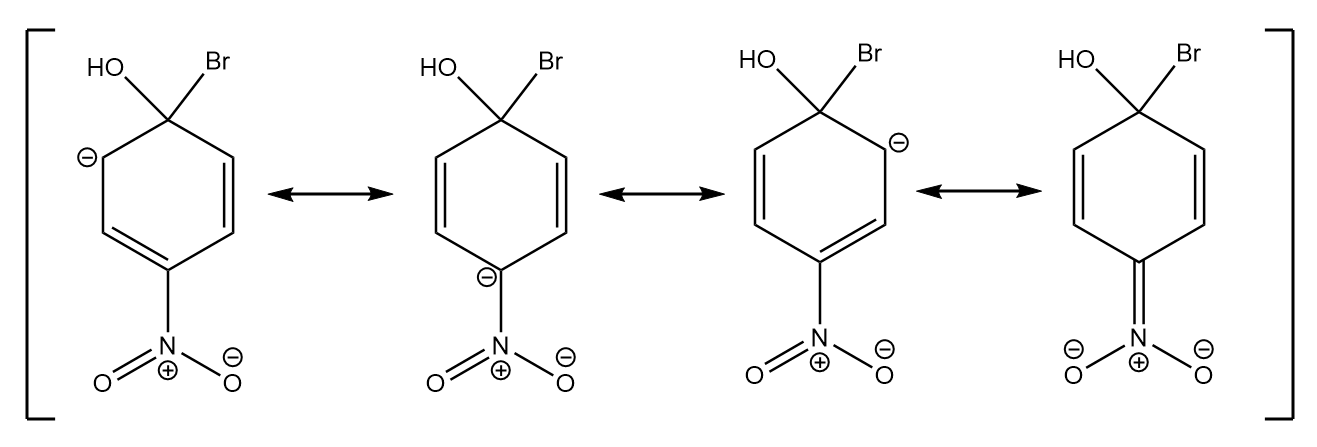 HO Br HO Br HO Br HO Br
⊖ ⊖
⊖
N ⊖ N ⊖ N ⊖ ⊖ N ⊖
⊕ ⊕ ⊕ ⊕
O O O O O O O O